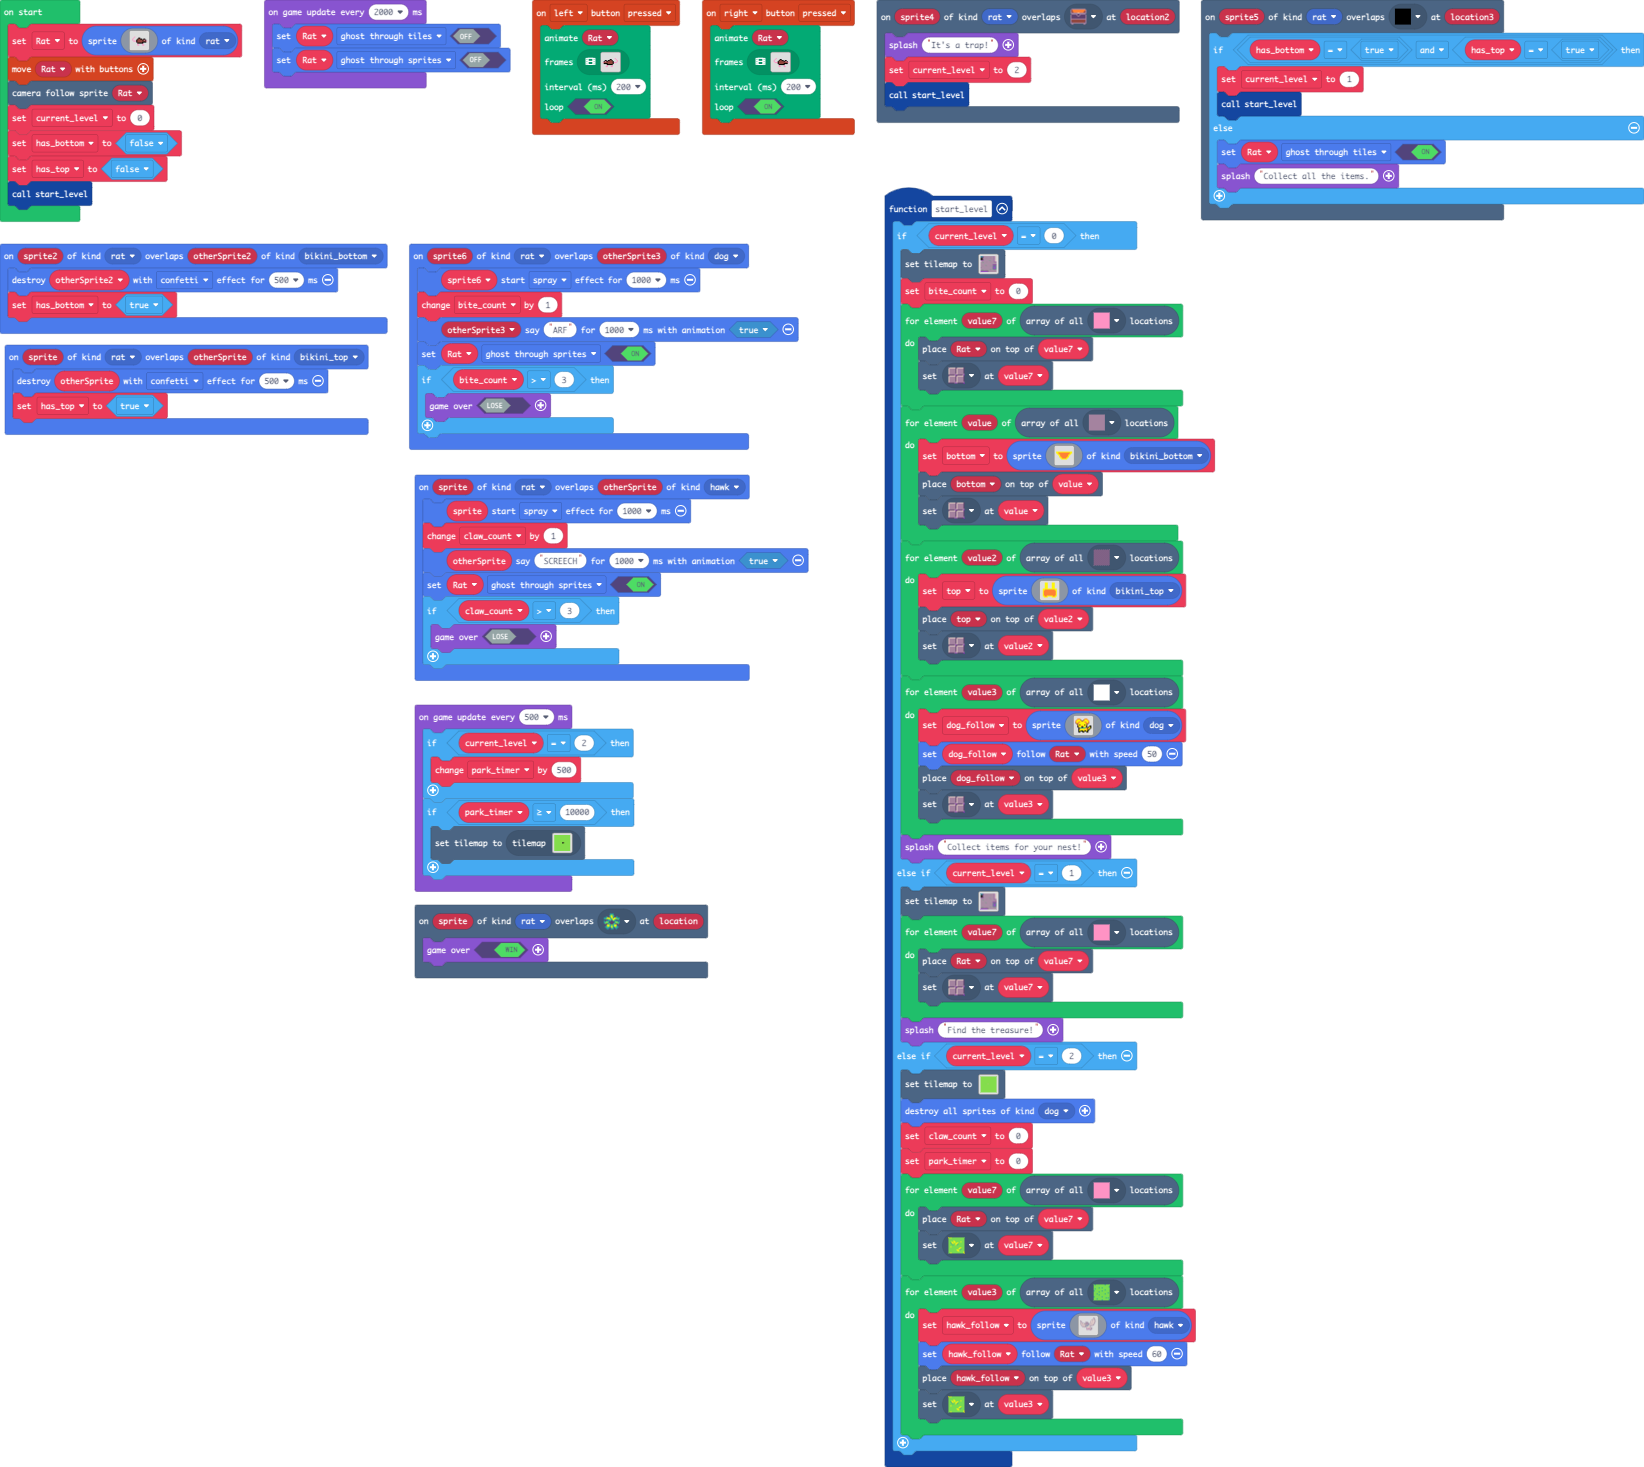 on start
set Rat to sprite of kind rat
move Rat with buttons
camera follow sprite Rat
set current_level to 0
set has_bottom to false
set has_top to false
call start_level
on game update every 2000 ms
set Rat ghost through tiles OFF
set Rat ghost through sprites OFF
on left button pressed
animate Rat
frames
interval (ms) 200
loop ON
on right button pressed
animate Rat
frames
interval (ms) 200
loop ON
on sprite4 of kind rat overlaps at location2
splash "It's a trap!"
set current_level to 2
call start_level
on sprite5 of kind rat overlaps at location3
if has_bottom = true and has_top = true then
set current_level to 1
call start_level
else
set Rat ghost through tiles ON
splash "Collect all the items."
on sprite2 of kind rat overlaps otherSprite2 of kind bikini_bottom
destroy otherSprite2 with confetti effect for 500 ms
set has_bottom to true
on sprite of kind rat overlaps otherSprite of kind bikini_top
destroy otherSprite with confetti effect for 500 ms
set has_top to true
on sprite6 of kind rat overlaps otherSprite3 of kind dog
sprite6 start spray effect for 1000 ms
change bite_count by 1
otherSprite3 say "ARF" for 1000 ms with animation true
set Rat ghost through sprites ON
if bite_count > 3 then
game over LOSE
on sprite of kind rat overlaps otherSprite of kind hawk
sprite start spray effect for 1000 ms
change claw_count by 1
otherSprite say "SCREECH" for 1000 ms with animation true
set Rat ghost through sprites ON
if claw_count > 3 then
game over LOSE
on game update every 500 ms
if current_level = 2 then
change park_timer by 500
if park_timer ≥ 10000 then
set tilemap to tilemap
on sprite of kind rat overlaps at location
game over WIN
function start_level
if current_level = 0 then
set tilemap to
set bite_count to 0
for element value7 of array of all locations
do place Rat on top of value7
set at value7
for element value of array of all locations
do set bottom to sprite of kind bikini_bottom
place bottom on top of value
set at value
for element value2 of array of all locations
do set top to sprite of kind bikini_top
place top on top of value2
set at value2
for element value3 of array of all locations
do set dog_follow to sprite of kind dog
set dog_follow follow Rat with speed 50
place dog_follow on top of value3
set at value3
splash "Collect items for your nest!"
else if current_level = 1 then
set tilemap to
for element value7 of array of all locations
do place Rat on top of value7
set at value7
splash "Find the treasure!"
else if current_level = 2 then
set tilemap to
destroy all sprites of kind dog
set claw_count to 0
set park_timer to 0
for element value7 of array of all locations
do place Rat on top of value7
set at value7
for element value3 of array of all locations
do set hawk_follow to sprite of kind hawk
set hawk_follow follow Rat with speed 60
place hawk_follow on top of value3
set at value3